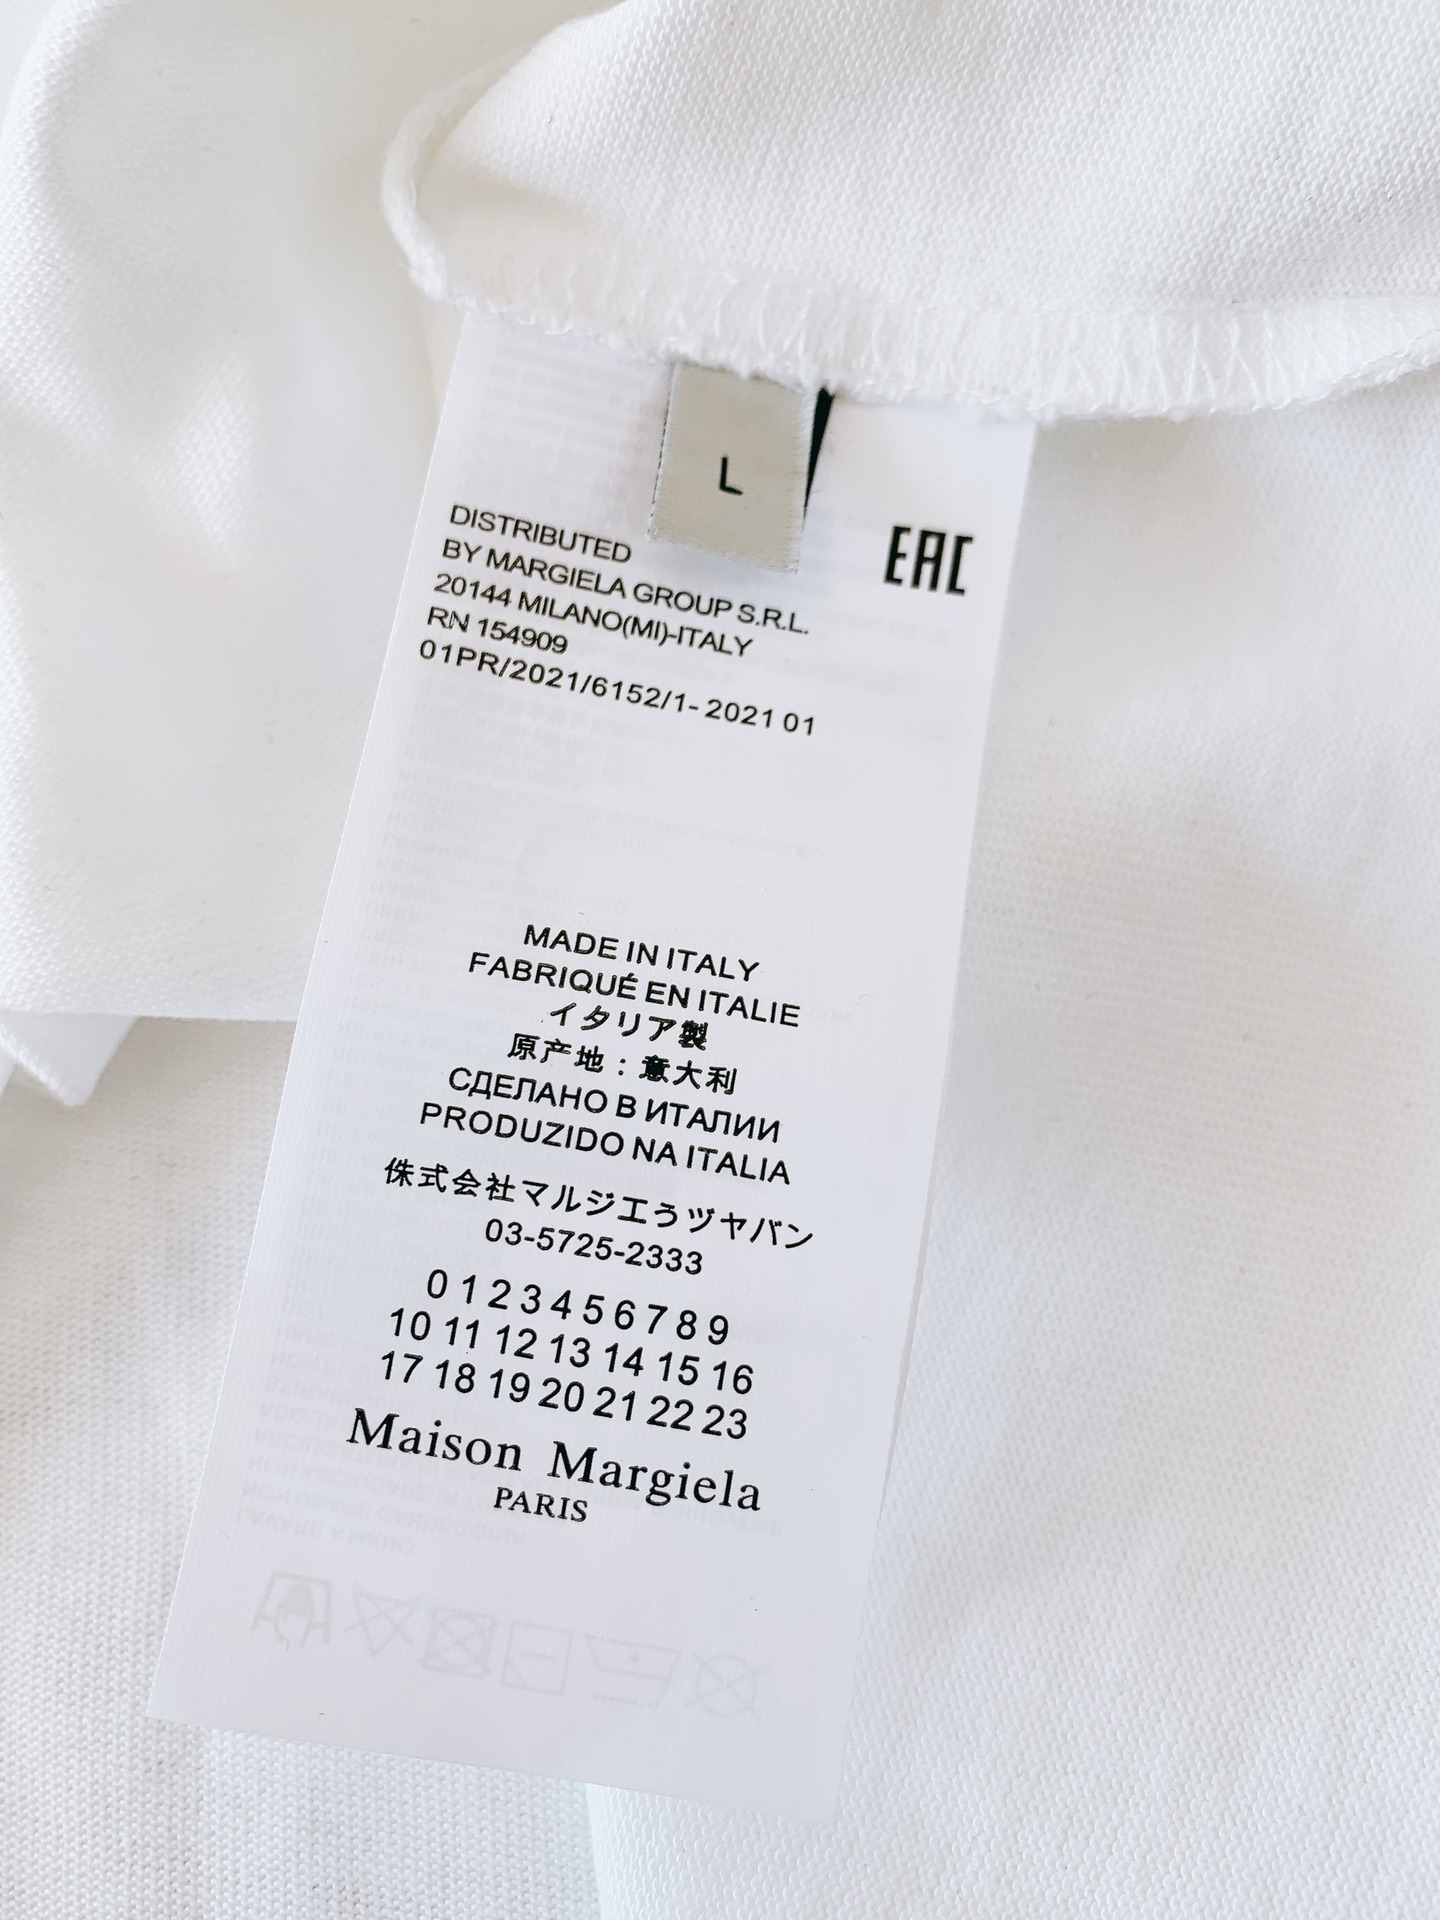 L
EAC
DISTRIBUTED
BY MARGIELA GROUP S.R.L.
20144 MILANO(MI)-ITALY
RN 154909
01PR/2021/6152/1- 2021 01
MADE IN ITALY
FABRIQUÉ EN ITALIE
イタリア製
原产地：意大利
СДЕЛАНО В ИТАЛИИ
PRODUZIDO NA ITALIA
侏式会社マルジエうヅヤバン
03-5725-2333
0 1 2 3 4 5 6 7 8 9
10 11 12 13 14 15 16
17 18 19 20 21 22 23
Maison Margiela
PARIS